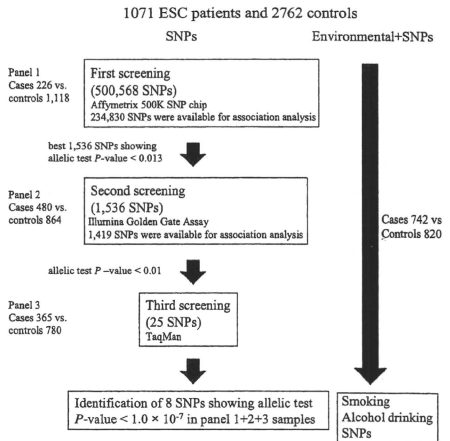 1071 ESC patients and 2762 controls
SNPs
Environmental+SNPs
Panel 1
Cases 226 vs.
controls 1,118
First screening
(500,568 SNPs)
Affymetrix 500K SNP chip
234,830 SNPs were available for association analysis
best 1,536 SNPs showing
allelic test P-value < 0.013
Panel 2
Cases 480 vs.
controls 864
Second screening
(1,536 SNPs)
Illumina Golden Gate Assay
1,419 SNPs were available for association analysis
Cases 742 vs
Controls 820
allelic test P –value < 0.01
Panel 3
Cases 365 vs.
controls 780
Third screening
(25 SNPs)
TaqMan
Identification of 8 SNPs showing allelic test
P-value < 1.0 × 10⁻⁷ in panel 1+2+3 samples
Smoking
Alcohol drinking
SNPs